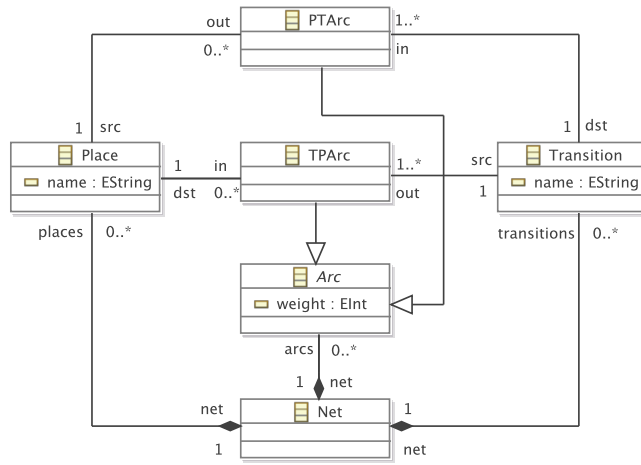 out
PTArc
1..*
0..*
in
1
src
1
dst
Place
TPArc
Transition
name : EString
1
in
1..*
src
name : EString
dst
0..*
out
1
places
0..*
transitions
0..*
Arc
weight : EInt
arcs
0..*
1
net
net
Net
1
1
net